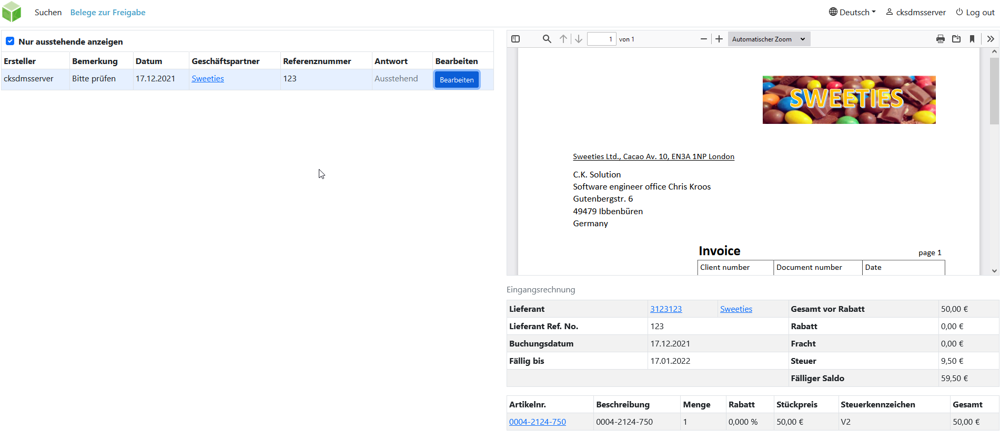 Suchen Belege zur Freigabe Deutsch cksdmsserver Log out
Nur ausstehende anzeigen
Ersteller Bemerkung Datum Geschäftspartner Referenznummer Antwort Bearbeiten
cksdmsserver Bitte prüfen 17.12.2021 Sweeties 123 Ausstehend Bearbeiten
1 von 1 Automatischer Zoom
SWEETIES
Sweeties Ltd., Cacao Av. 10, EN3A 1NP London
C.K. Solution
Software engineer office Chris Kroos
Gutenbergstr. 6
49479 Ibbenbüren
Germany
Invoice page 1
Client number Document number Date
Eingangsrechnung
Lieferant 3123123 Sweeties Gesamt vor Rabatt 50,00 €
Lieferant Ref. No. 123 Rabatt 0,00 €
Buchungsdatum 17.12.2021 Fracht 0,00 €
Fällig bis 17.01.2022 Steuer 9,50 €
Fälliger Saldo 59,50 €
Artikelnr. Beschreibung Menge Rabatt Stückpreis Steuerkennzeichen Gesamt
0004-2124-750 0004-2124-750 1 0,000 % 50,00 € V2 50,00 €